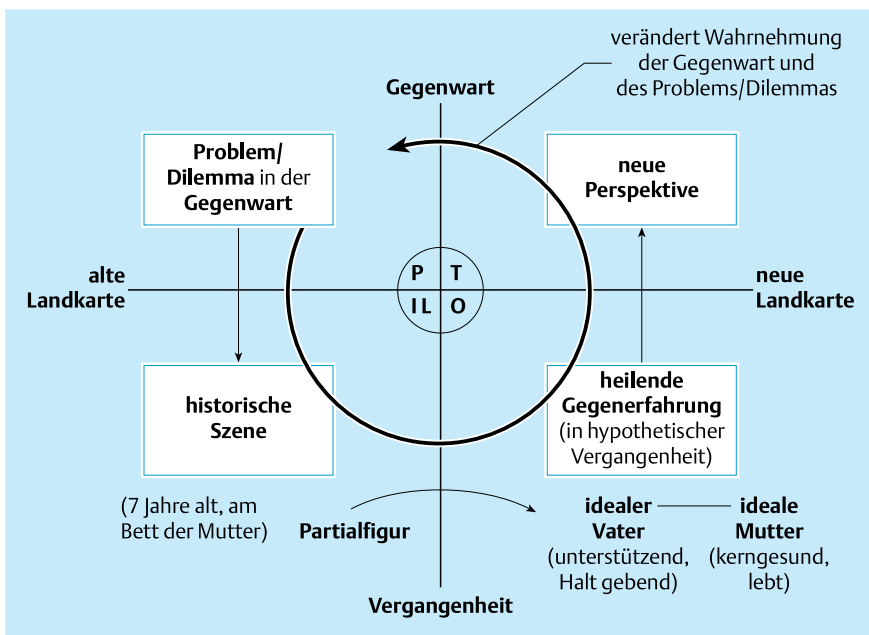 verändert Wahrnehmung
der Gegenwart und
des Problems/Dilemmas
Gegenwart
Problem/
Dilemma in der
Gegenwart
neue
Perspektive
alte
Landkarte
P T
IL O
neue
Landkarte
historische
Szene
heilende
Gegenerfahrung
(in hypothetischer
Vergangenheit)
(7 Jahre alt, am
Bett der Mutter)
Partialfigur
idealer
Vater
(unterstützend,
Halt gebend)
ideale
Mutter
(kerngesund,
lebt)
Vergangenheit